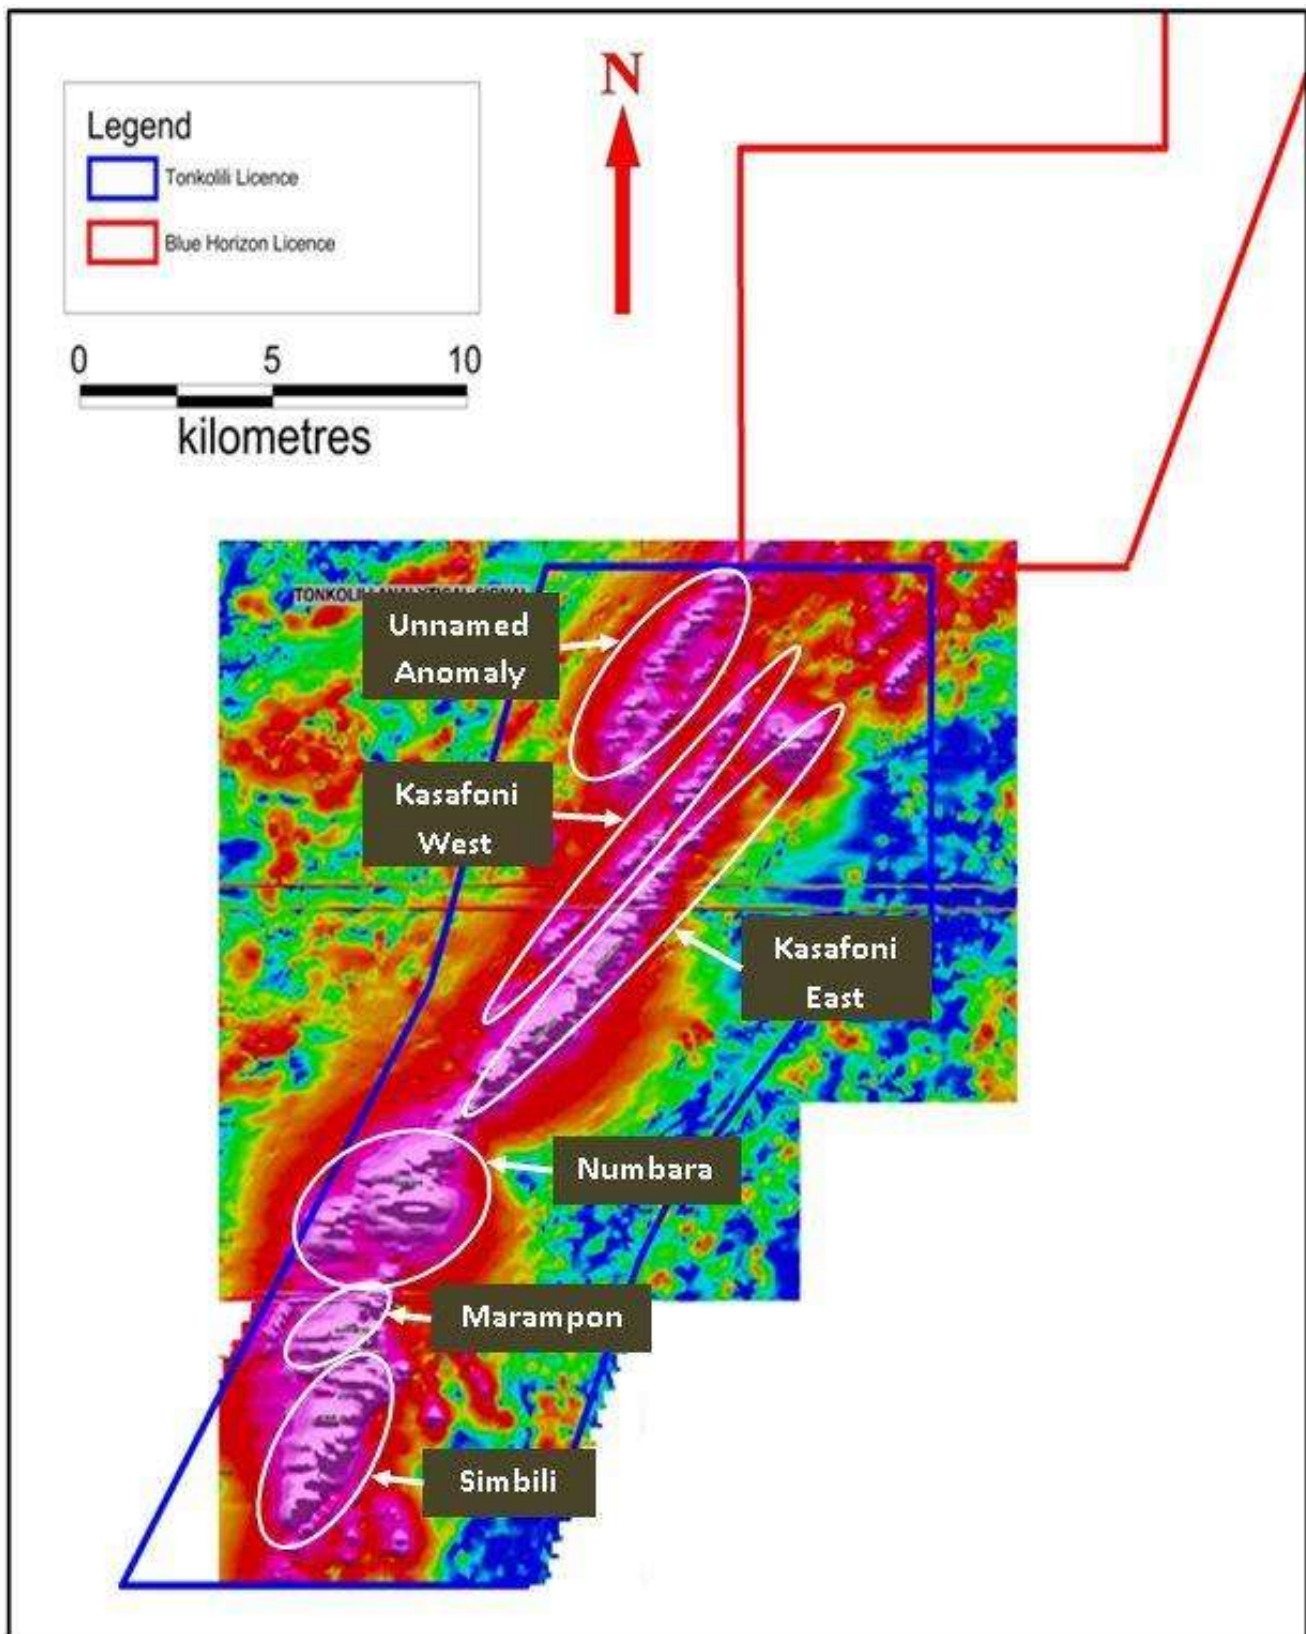 N
Legend
Tonkolili Licence
Blue Horizon Licence
0 5 10
kilometres
Unnamed
Anomaly
Kasafoni
West
Kasafoni
East
Numbara
Marampon
Simbili